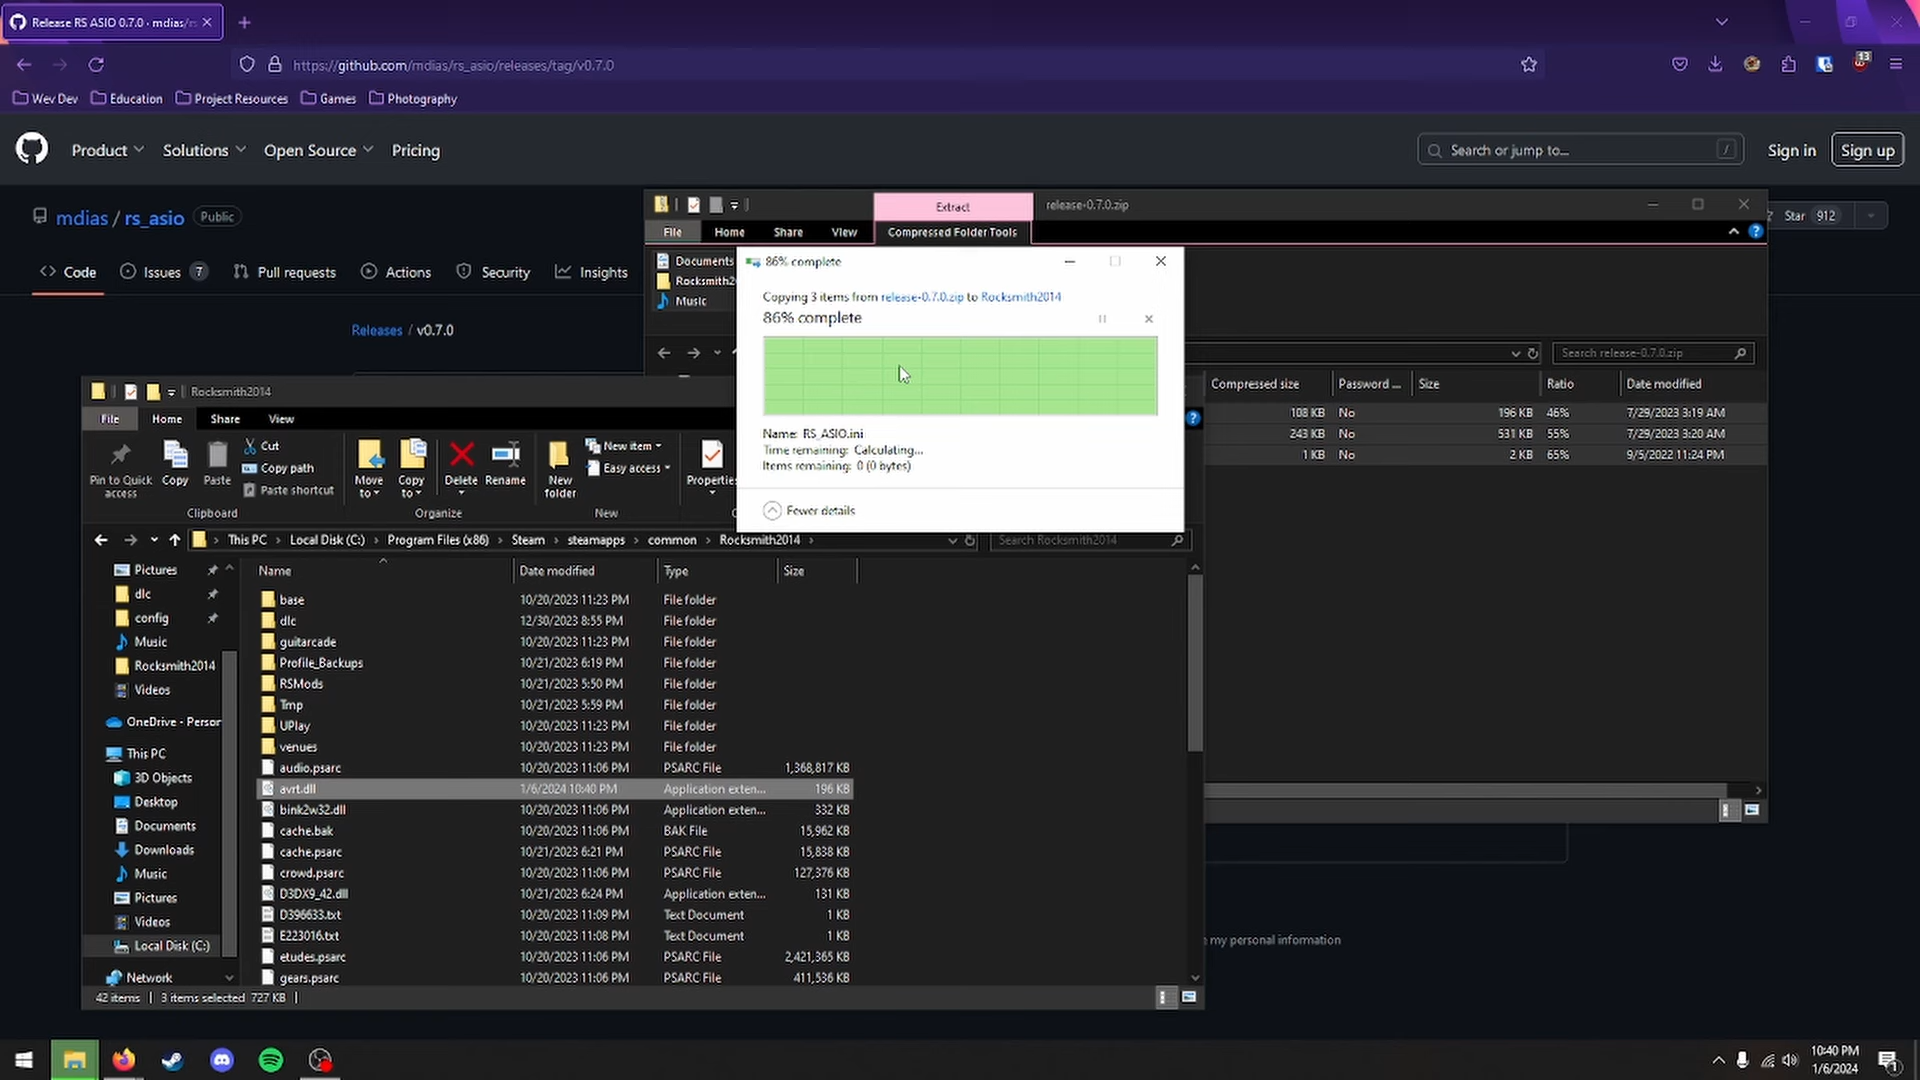 Release RS ASIO 0.7.0 · mdias/rs
https://github.com/mdias/rs_asio/releases/tag/v0.7.0
13
Wev Dev
Education
Project Resources
Games
Photography
Product
Solutions
Open Source
Pricing
Search or jump to...
/
Sign in
Sign up
mdias / rs_asio
Public
Star 912
Code
Issues 7
Pull requests
Actions
Security
Insights
Releases / v0.7.0
Extract
release-0.7.0.zip
File
Home
Share
View
Compressed Folder Tools
Documents
Rocksmith2
Music
Search release-0.7.0.zip
Compressed size
Password ...
Size
Ratio
Date modified
108 KB No 196 KB 46% 7/29/2023 3:19 AM
243 KB No 531 KB 55% 7/29/2023 3:20 AM
1 KB No 2 KB 65% 9/5/2022 11:24 PM
86% complete
Copying 3 items from release-0.7.0.zip to Rocksmith2014
86% complete
Name: RS_ASIO.ini
Time remaining: Calculating...
Items remaining: 0 (0 bytes)
Fewer details
Rocksmith2014
File
Home
Share
View
Pin to Quick access
Copy
Paste
Cut
Copy path
Paste shortcut
Clipboard
Move to
Copy to
Delete
Rename
Organize
New folder
New item
Easy access
New
Properties
This PC > Local Disk (C:) > Program Files (x86) > Steam > steamapps > common > Rocksmith2014 >
Search Rocksmith2014
Pictures
dlc
config
Music
Rocksmith2014
Videos
OneDrive - Person
This PC
3D Objects
Desktop
Documents
Downloads
Music
Pictures
Videos
Local Disk (C:)
Network
Name Date modified Type Size
base 10/20/2023 11:23 PM File folder
dlc 12/30/2023 8:55 PM File folder
guitarcade 10/20/2023 11:23 PM File folder
Profile_Backups 10/21/2023 6:19 PM File folder
RSMods 10/21/2023 5:50 PM File folder
Tmp 10/21/2023 5:59 PM File folder
UPlay 10/20/2023 11:23 PM File folder
venues 10/20/2023 11:23 PM File folder
audio.psarc 10/20/2023 11:06 PM PSARC File 1,368,817 KB
avrt.dll 1/6/2024 10:40 PM Application exten... 196 KB
bink2w32.dll 10/20/2023 11:06 PM Application exten... 332 KB
cache.bak 10/20/2023 11:06 PM BAK File 15,962 KB
cache.psarc 10/21/2023 6:21 PM PSARC File 15,838 KB
crowd.psarc 10/20/2023 11:06 PM PSARC File 127,376 KB
D3DX9_42.dll 10/21/2023 6:24 PM Application exten... 131 KB
D396633.txt 10/20/2023 11:09 PM Text Document 1 KB
E223016.txt 10/20/2023 11:08 PM Text Document 1 KB
etudes.psarc 10/20/2023 11:06 PM PSARC File 2,421,365 KB
gears.psarc 10/20/2023 11:06 PM PSARC File 411,536 KB
42 items
3 items selected 727 KB
my personal information
10:40 PM
1/6/2024
1